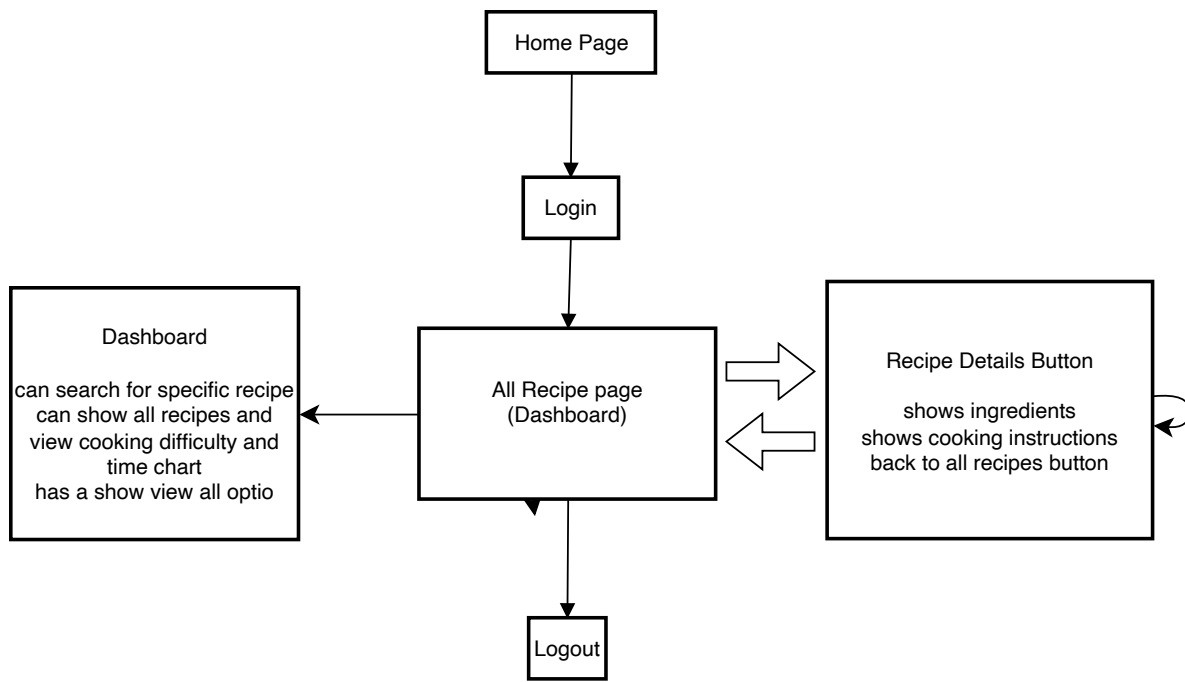 Home Page
Login
Dashboard
can search for specific recipe
can show all recipes and
view cooking difficulty and
time chart
has a show view all optio
All Recipe page
(Dashboard)
Recipe Details Button
shows ingredients
shows cooking instructions
back to all recipes button
Logout